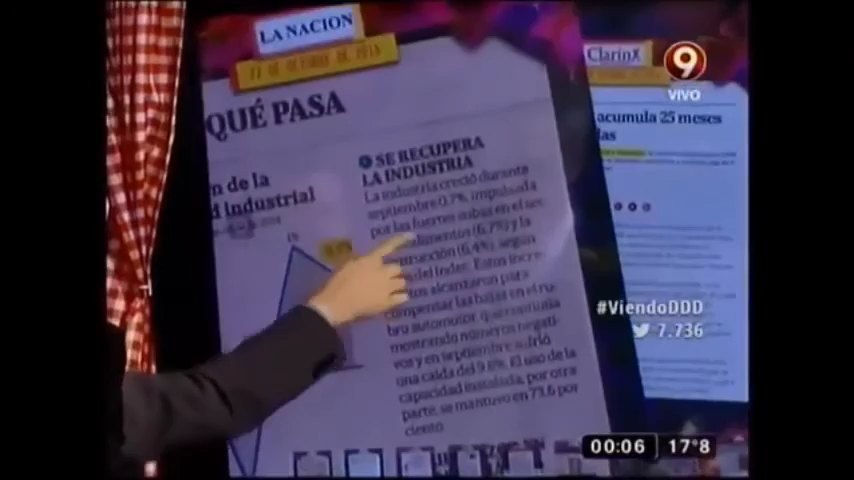 LA NACION
QUÉ PASA
n de la
d industrial
SE RECUPERA
LA INDUSTRIA
La industria creció durante
septiembre 0,7%, impulsada
por las fuertes subas en el sec
alimentos (6,7%) y la
trucción (6,4%), según
del Indec. Estos incre
tos alcanzaron para
compensar las bajas en el ru
bro automotor, que continúa
mostrando números negati
vos y en septiembre sufrió
una caída del 9,6%. El uso de la
capacidad instalada, por otra
parte, se mantuvo en 73,6 por
ciento
Clarín
9
VIVO
acumula 25 meses
das
#ViendoDDD
7.736
00:06
17°8